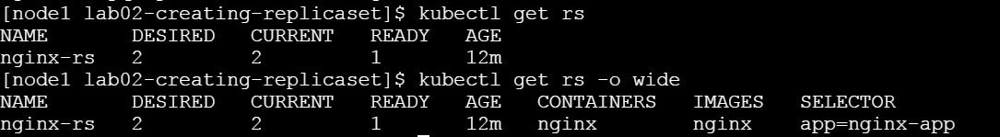 [node1 lab02-creating-replicaset]$ kubectl get rs
NAME DESIRED CURRENT READY AGE
nginx-rs 2 2 1 12m
[node1 lab02-creating-replicaset]$ kubectl get rs -o wide
NAME DESIRED CURRENT READY AGE CONTAINERS IMAGES SELECTOR
nginx-rs 2 2 1 12m nginx nginx app=nginx-app